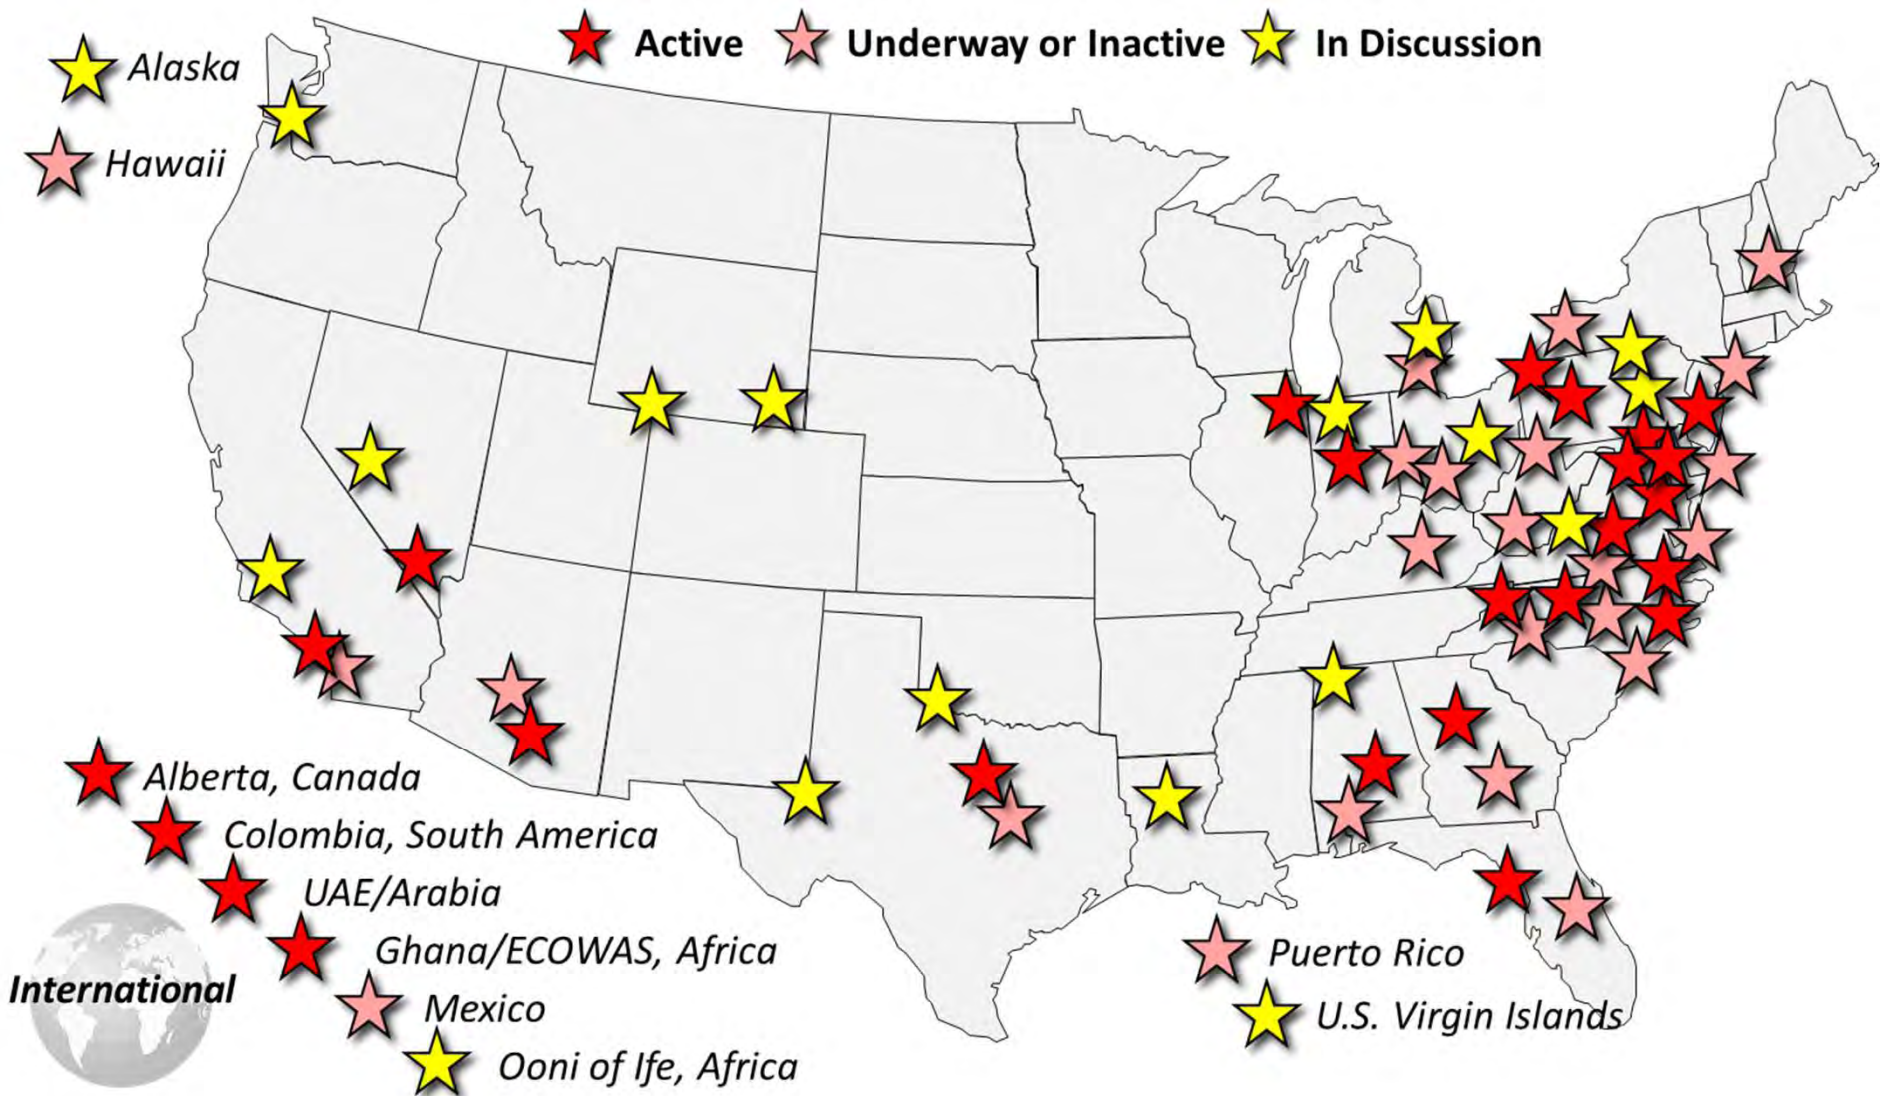 Active Underway or Inactive In Discussion
Alaska
Hawaii
Alberta, Canada
Colombia, South America
UAE/Arabia
Ghana/ECOWAS, Africa
International
Mexico
Ooni of Ife, Africa
Puerto Rico
U.S. Virgin Islands